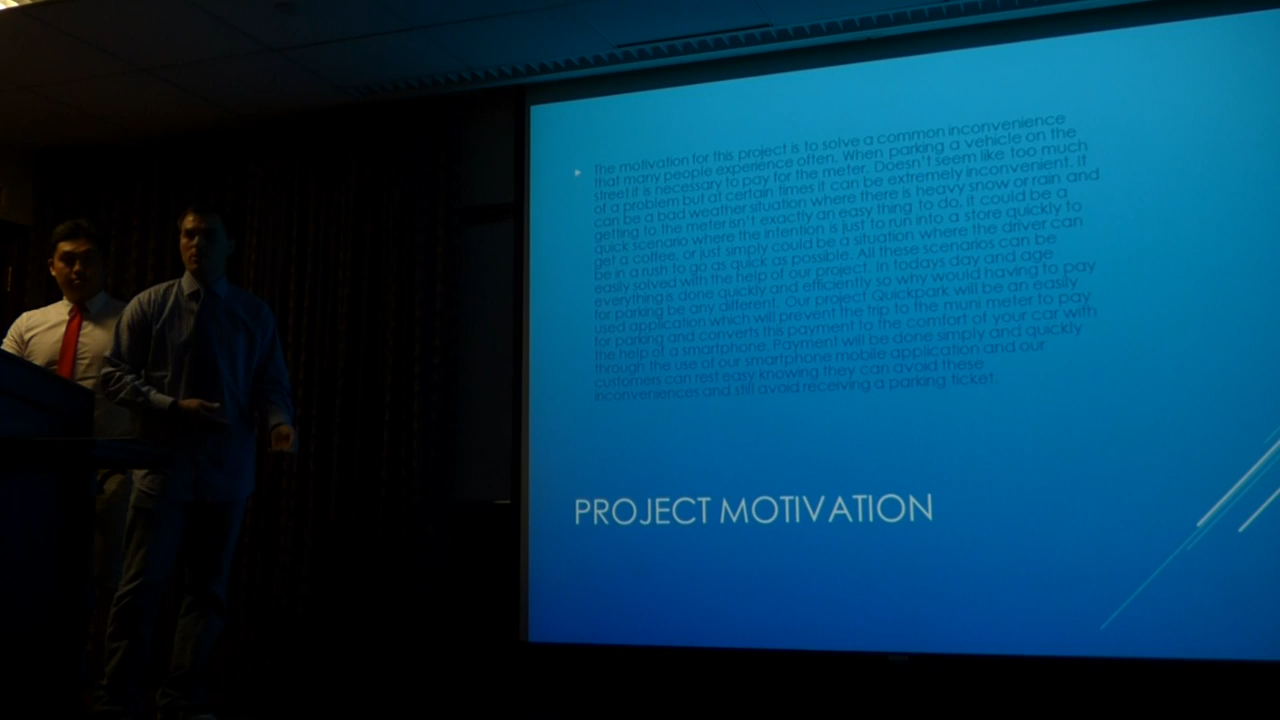 The motivation for this project is to solve a common inconvenience
that many people experience often. When parking a vehicle on the
street it is necessary to pay for the meter. Doesn't seem like too much
of a problem but at certain times it can be extremely inconvenient. It
can be a bad weather situation where there is heavy snow or rain and
getting to the meter isn't exactly an easy thing to do, it could be a
quick scenario where the intention is just to run into a store quickly to
get a coffee, or just simply could be a situation where the driver can
be in a rush to go as quick as possible. All these scenarios can be
easily solved with the help of our project. In todays day and age
everything is done quickly and efficiently so why would having to pay
for parking be any different. Our project Quickpark will be an easily
used application which will prevent the trip to the muni meter to pay
for parking and converts this payment to the comfort of your car with
the help of a smartphone. Payment will be done simply and quickly
through the use of our smartphone mobile application and our
customers can rest easy knowing they can avoid these
inconveniences and still avoid receiving a parking ticket.
PROJECT MOTIVATION